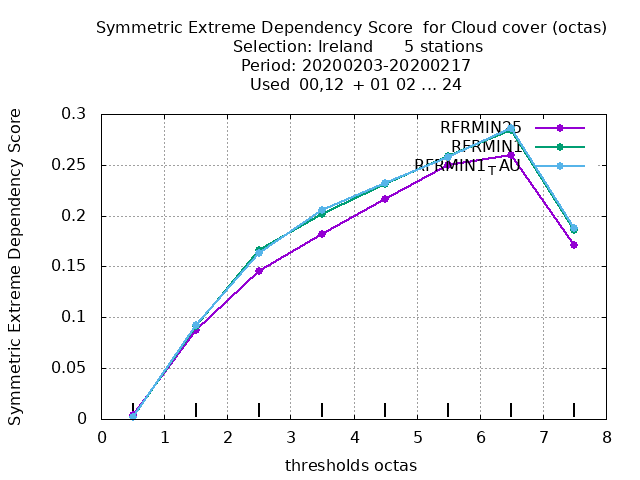 Symmetric Extreme Dependency Score for Cloud cover (octas)
Selection: Ireland 5 stations
Period: 20200203-20200217
Used 00,12 + 01 02 ... 24
Symmetric Extreme Dependency Score
0.3
0.25
0.2
0.15
0.1
0.05
0
RFRMIN25
RFRMIN1
RFRMIN1_TAU
0 1 2 3 4 5 6 7 8
thresholds octas